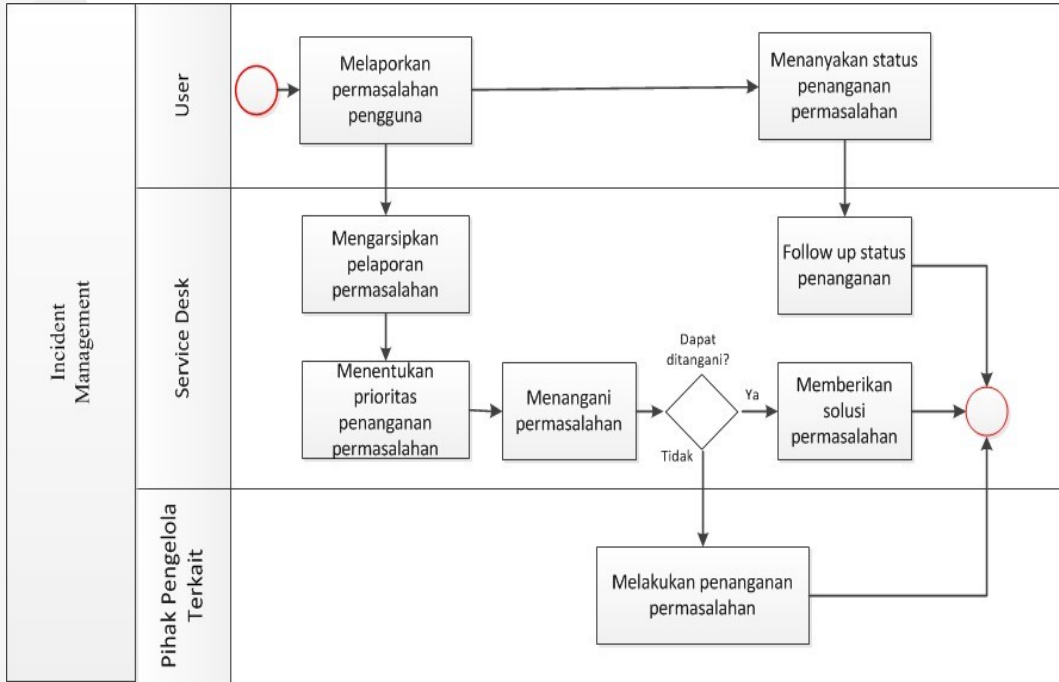 Incident
Management
User
Melaporkan
permasalahan
pengguna
Menanyakan status
penanganan
permasalahan
Service Desk
Mengarsipkan
pelaporan
permasalahan
Follow up status
penanganan
Menentukan
prioritas
penanganan
permasalahan
Menangani
permasalahan
Dapat
ditangani?
Ya
Tidak
Memberikan
solusi
permasalahan
Pihak Pengelola
Terkait
Melakukan penanganan
permasalahan